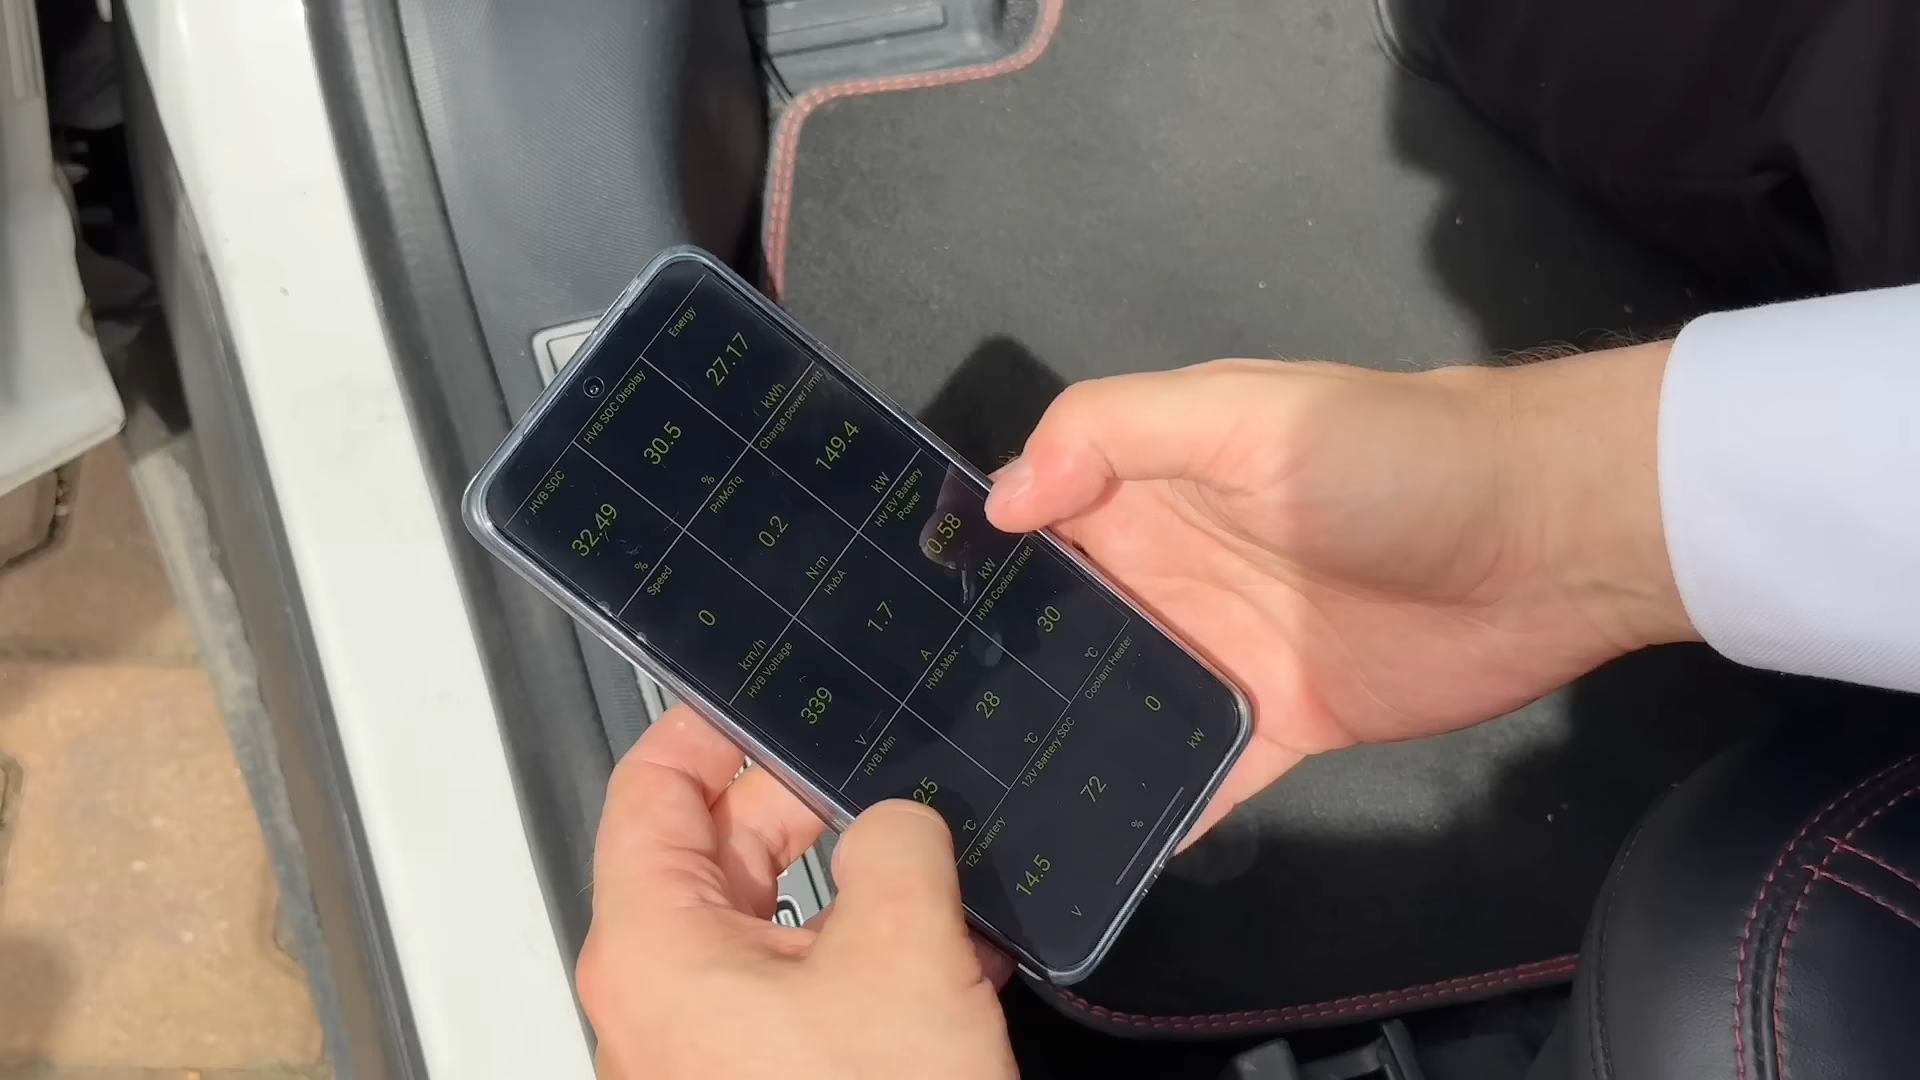 HVB SOC
32.49
%
HVB SOC Display
30.5
%
Energy
27.17
kWh
Speed
0
km/h
PriMoTq
0.2
N·m
Charge power limit
149.4
kW
HVB Voltage
339
V
HvbA
1.7
A
HV EV Battery
Power
0.58
kW
HVB Min
25
°C
HVB Max
28
°C
HVB Coolant Inlet
30
°C
12V battery
14.5
V
12V Battery SOC
72
%
Coolant Heater
0
kW